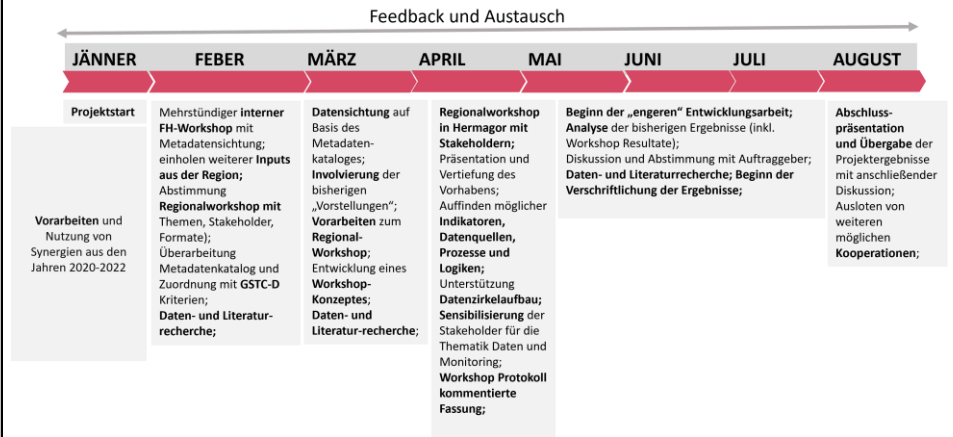 Feedback und Austausch
JÄNNER
FEBER
MÄRZ
APRIL
MAI
JUNI
JULI
AUGUST
Projektstart
Vorarbeiten und
Nutzung von
Synergien aus den
Jahren 2020-2022
Mehrstündiger interner
FH-Workshop mit
Metadatensichtung;
einholen weiterer Inputs
aus der Region;
Abstimmung
Regionalworkshop mit
Themen, Stakeholder,
Formate);
Überarbeitung
Metadatenkatalog und
Zuordnung mit GSTC-D
Kriterien;
Daten- und Literatur-
recherche;
Datensichtung auf
Basis des
Metadaten-
kataloges;
Involvierung der
bisherigen
„Vorstellungen“;
Vorarbeiten zum
Regional-
Workshop;
Entwicklung eines
Workshop-
Konzeptes;
Daten- und
Literatur-recherche;
Regionalworkshop
in Hermagor mit
Stakeholdern;
Präsentation und
Vertiefung des
Vorhabens;
Auffinden möglicher
Indikatoren,
Datenquellen,
Prozesse und
Logiken;
Unterstützung
Datenzirkelaufbau;
Sensibilisierung der
Stakeholder für die
Thematik Daten und
Monitoring;
Workshop Protokoll
kommentierte
Fassung;
Beginn der „engeren“ Entwicklungsarbeit;
Analyse der bisherigen Ergebnisse (inkl.
Workshop Resultate);
Diskussion und Abstimmung mit Auftraggeber;
Daten- und Literaturrecherche; Beginn der
Verschriftlichung der Ergebnisse;
Abschluss-
präsentation
und Übergabe der
Projektergebnisse
mit anschließender
Diskussion;
Ausloten von
weiteren
möglichen
Kooperationen;